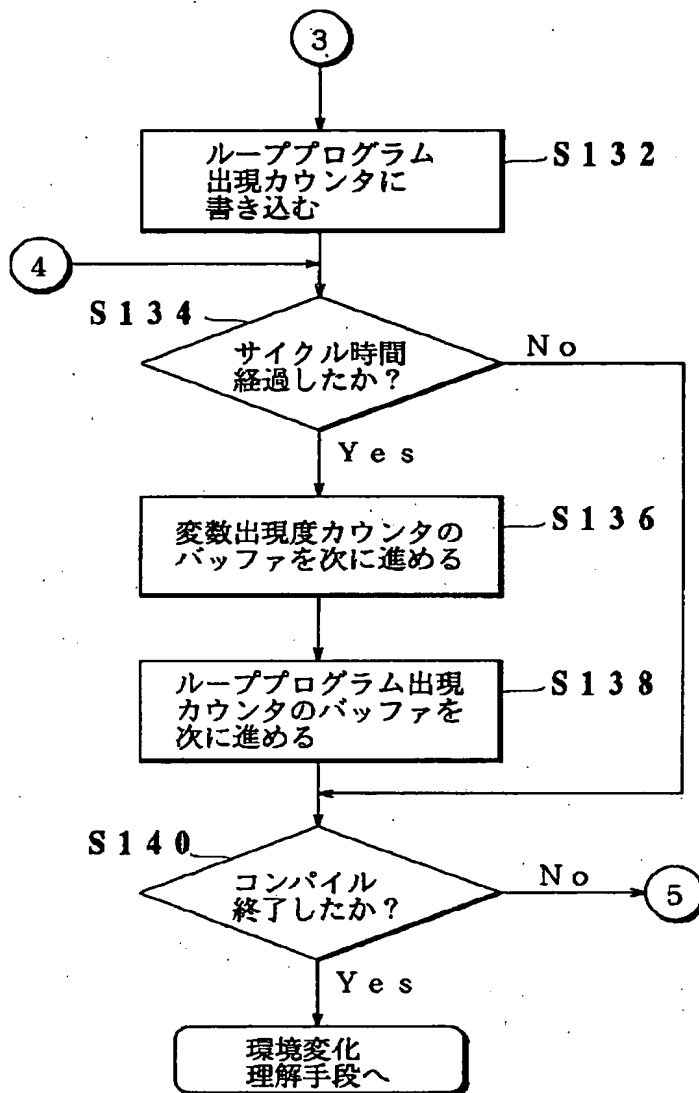 3
ループプログラム
出現カウンタに
書き込む
S132
4
S134
サイクル時間
経過したか？
No
Yes
変数出現度カウンタの
バッファを次に進める
S136
ループプログラム出現
カウンタのバッファを
次に進める
S138
S140
コンパイル
終了したか？
No
5
Yes
環境変化
理解手段へ